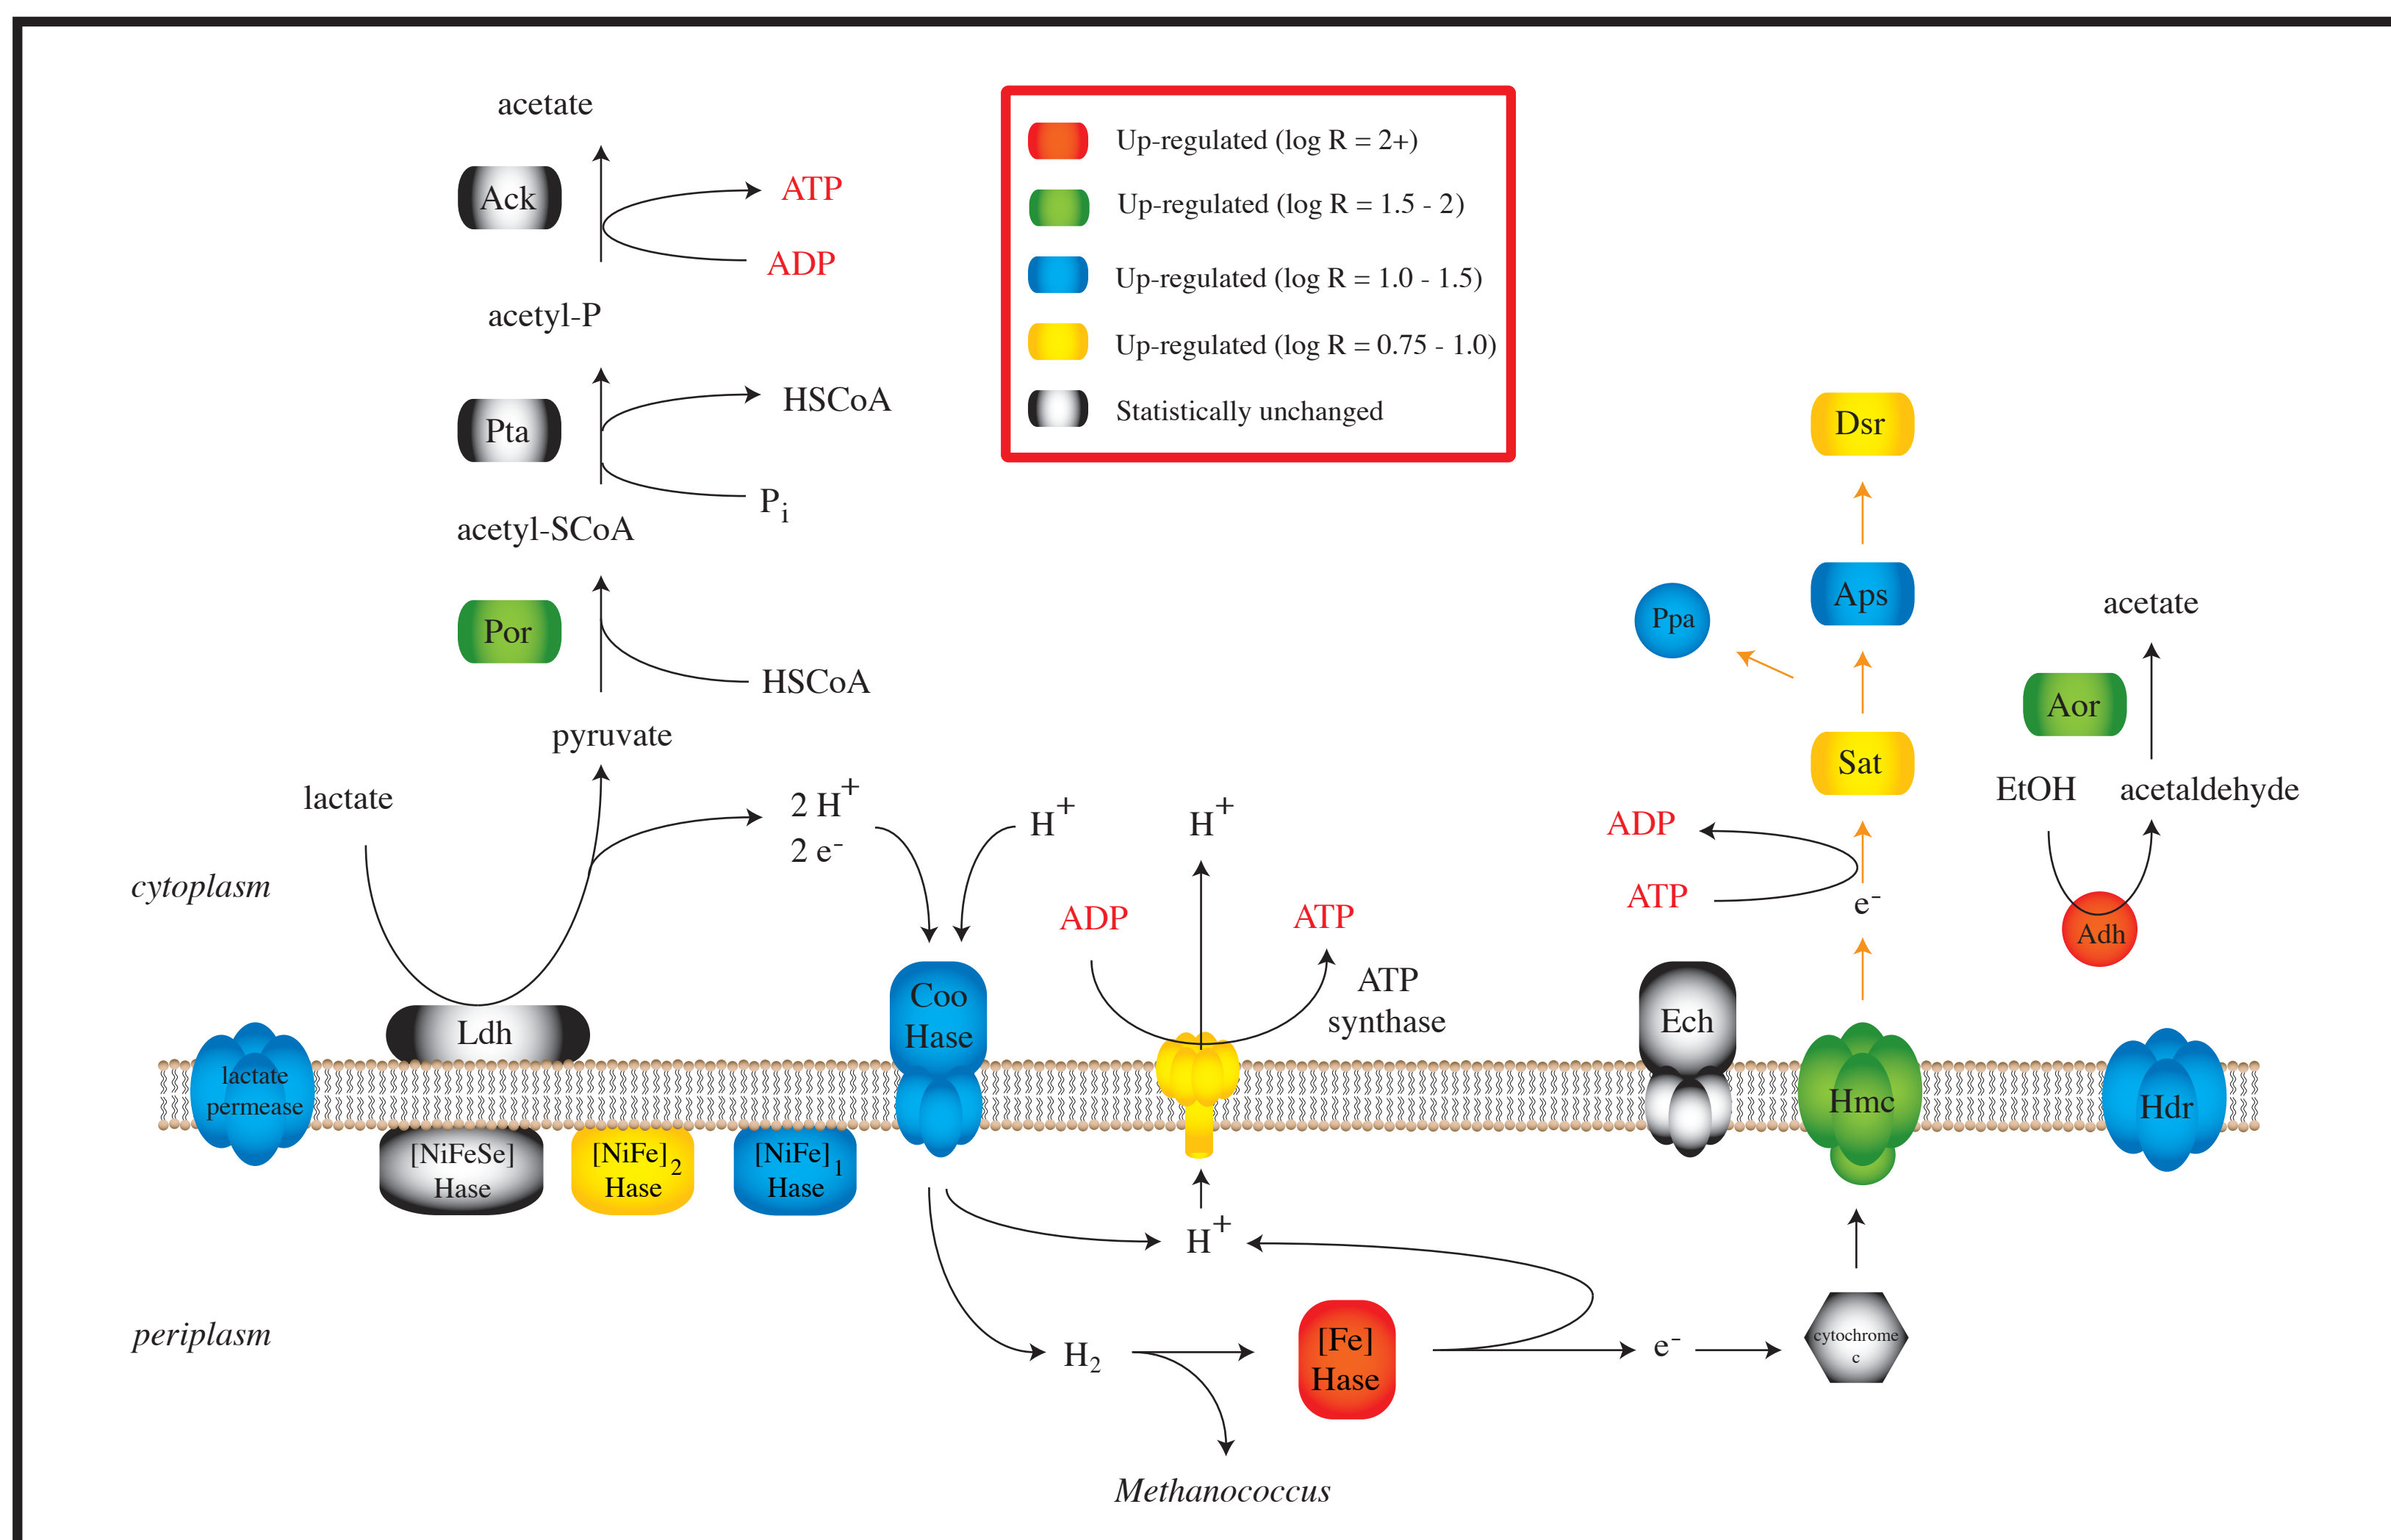 acetate
Ack
ATP
ADP
acetyl-P
Pta
HSCoA
Pi
acetyl-SCoA
Por
HSCoA
pyruvate
lactate
2 H+
2 e-
H+
H+
cytoplasm
ADP
ATP
ATP
synthase
Ldh
Coo
Hase
lactate
permease
[NiFeSe]
Hase
[NiFe]2
Hase
[NiFe]1
Hase
H+
periplasm
H2
[Fe]
Hase
e-
cytochrome
c
Methanococcus
Up-regulated (log R = 2+)
Up-regulated (log R = 1.5 - 2)
Up-regulated (log R = 1.0 - 1.5)
Up-regulated (log R = 0.75 - 1.0)
Statistically unchanged
Dsr
Aps
Ppa
Sat
ADP
ATP
e-
Ech
Hmc
Hdr
acetate
Aor
EtOH
acetaldehyde
Adh